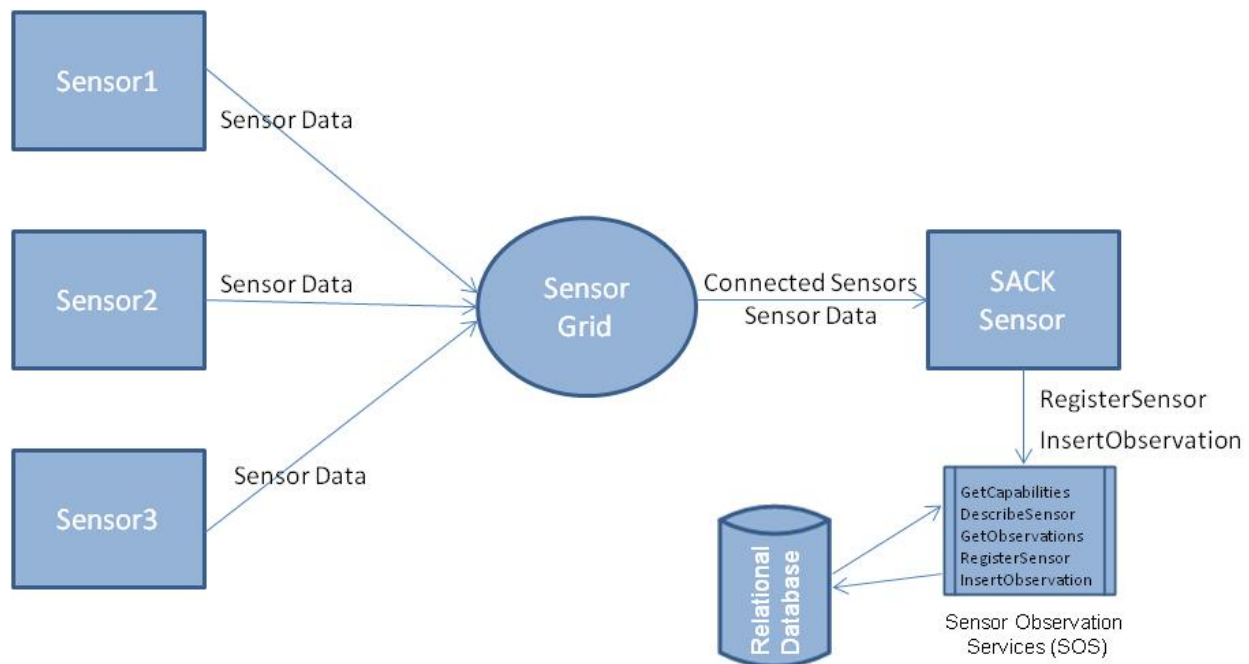 Sensor1
Sensor Data
Sensor2
Sensor Data
Sensor3
Sensor Data
Sensor
Grid
Connected Sensors
Sensor Data
SACK
Sensor
RegisterSensor
InsertObservation
GetCapabilities
DescribeSensor
GetObservations
RegisterSensor
InsertObservation
Sensor Observation
Services (SOS)
Relational
Database